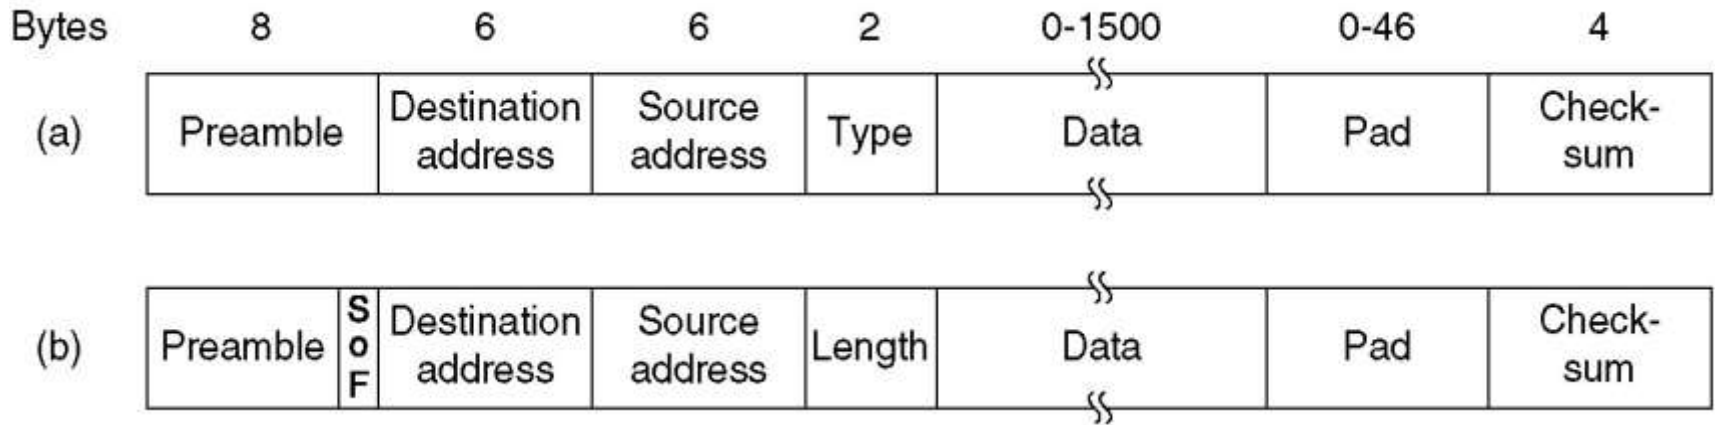 Bytes 8 6 6 2 0-1500 0-46 4
(a) Preamble Destination address Source address Type Data Pad Check-sum
(b) Preamble SoF Destination address Source address Length Data Pad Check-sum